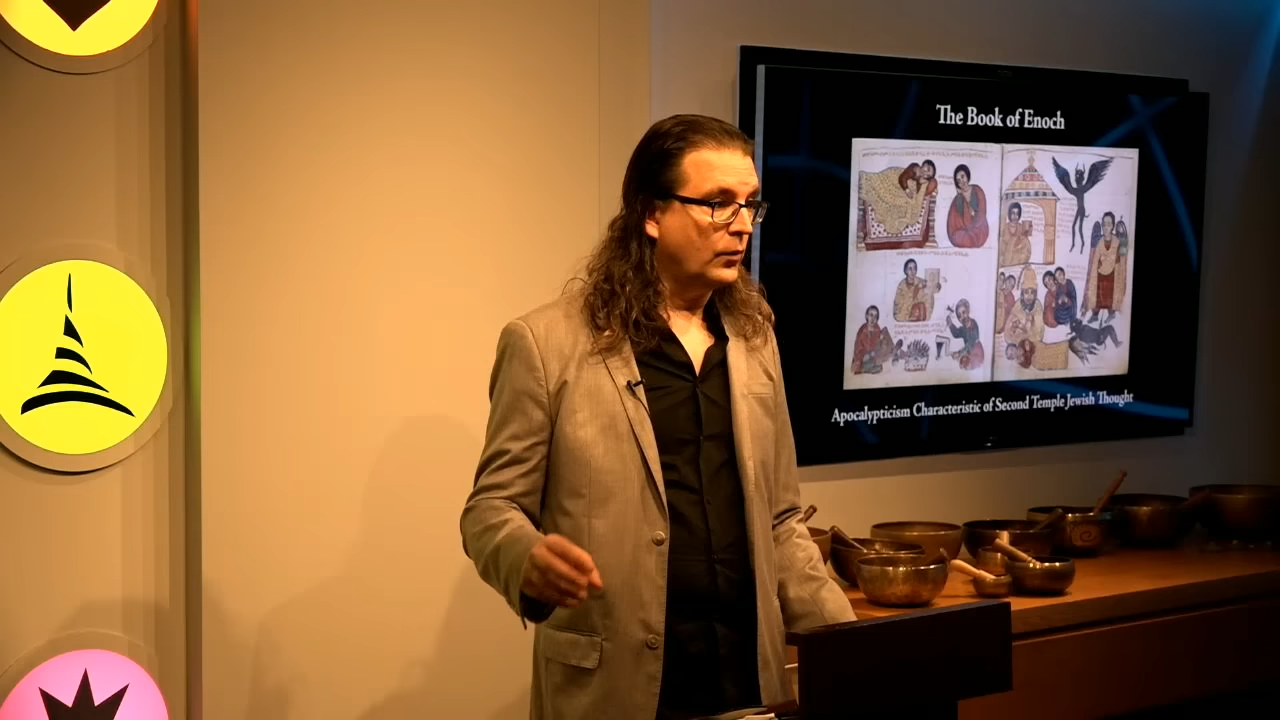 The Book of Enoch
Apocalypticism Characteristic of Second Temple Jewish Thought